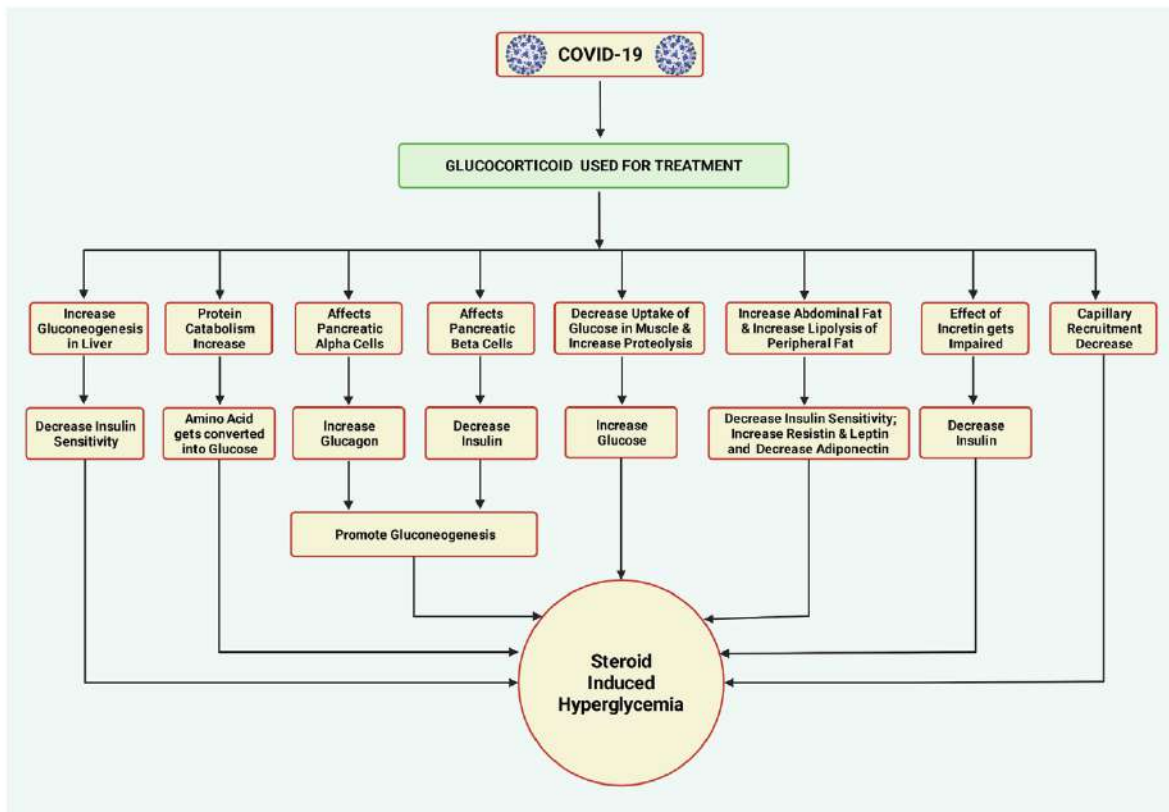 COVID-19
GLUCOCORTICOID USED FOR TREATMENT
Increase
Gluconeogenesis
in Liver
Protein
Catabolism
Increase
Affects
Pancreatic
Alpha Cells
Affects
Pancreatic
Beta Cells
Decrease Uptake of
Glucose in Muscle &
Increase Proteolysis
Increase Abdominal Fat
& Increase Lipolysis of
Peripheral Fat
Effect of
Incretin gets
Impaired
Capillary
Recruitment
Decrease
Decrease Insulin
Sensitivity
Amino Acid
gets converted
into Glucose
Increase
Glucagon
Decrease
Insulin
Increase
Glucose
Decrease Insulin Sensitivity;
Increase Resistin & Leptin
and Decrease Adiponectin
Decrease
Insulin
Promote Gluconeogenesis
Steroid
Induced
Hyperglycemia